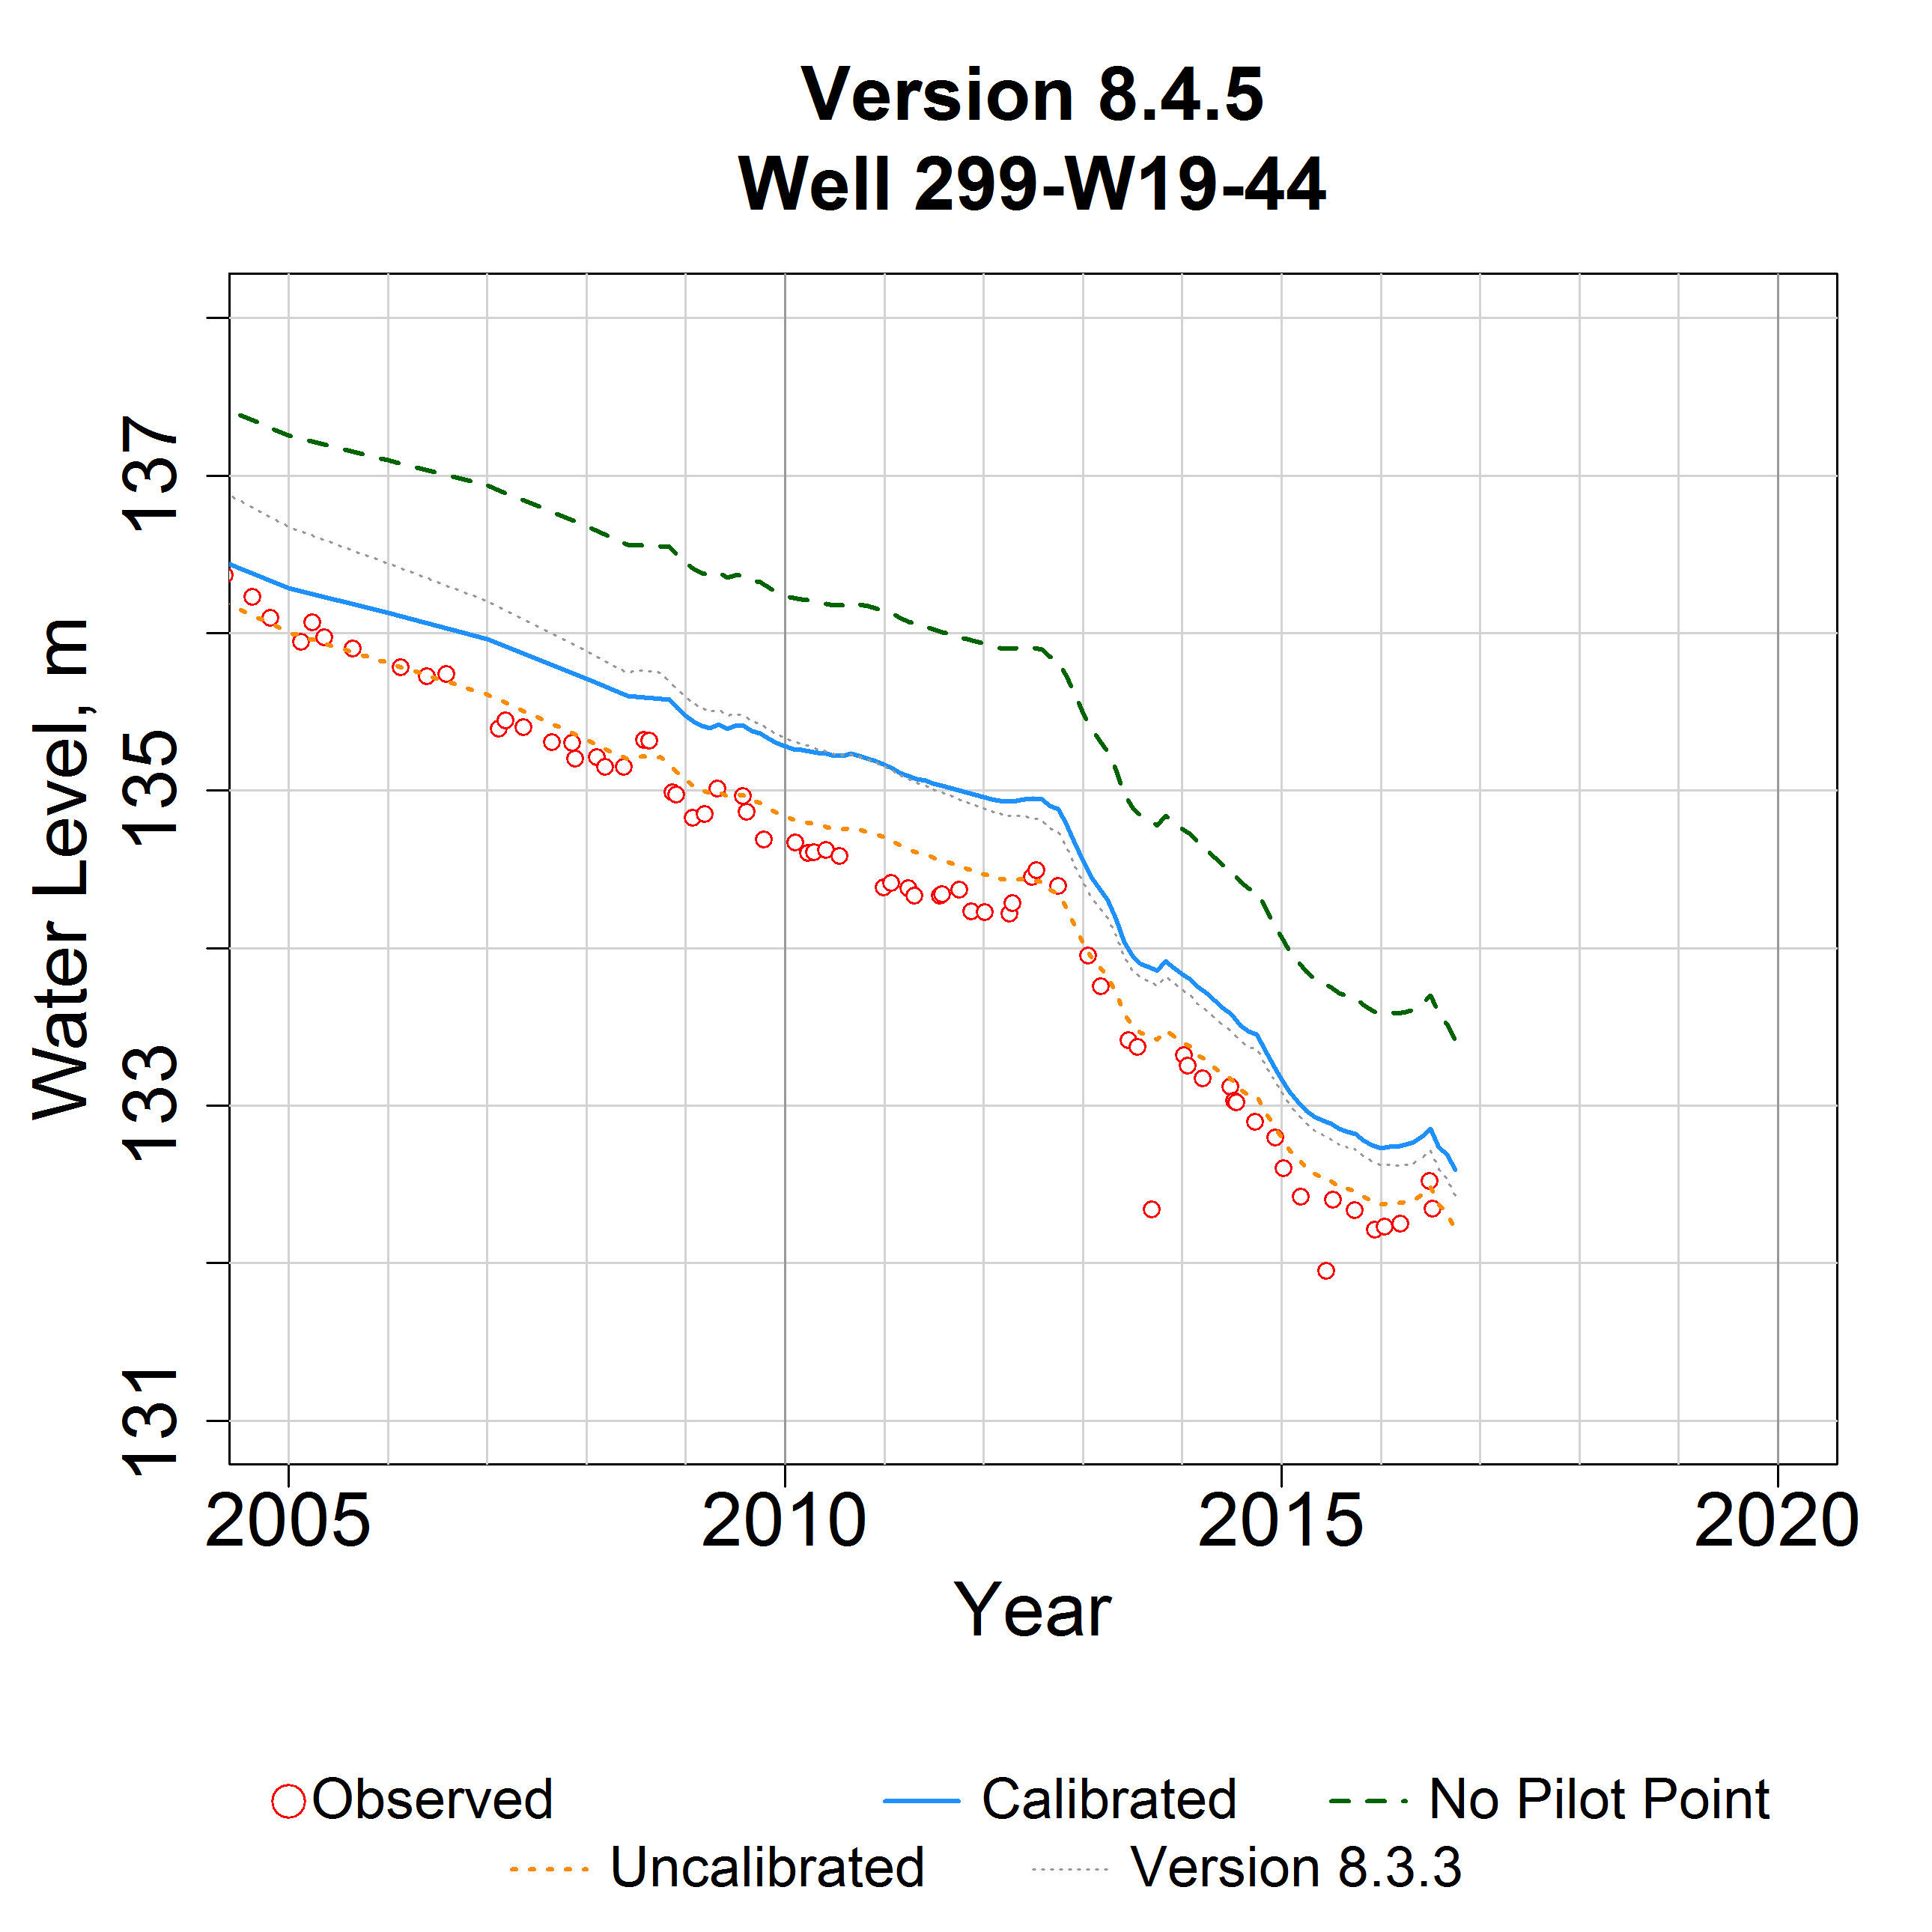 Version 8.4.5
Well 299-W19-44
Water Level, m
137
135
133
131
2005 2010 2015 2020
Year
Observed Calibrated No Pilot Point
Uncalibrated Version 8.3.3